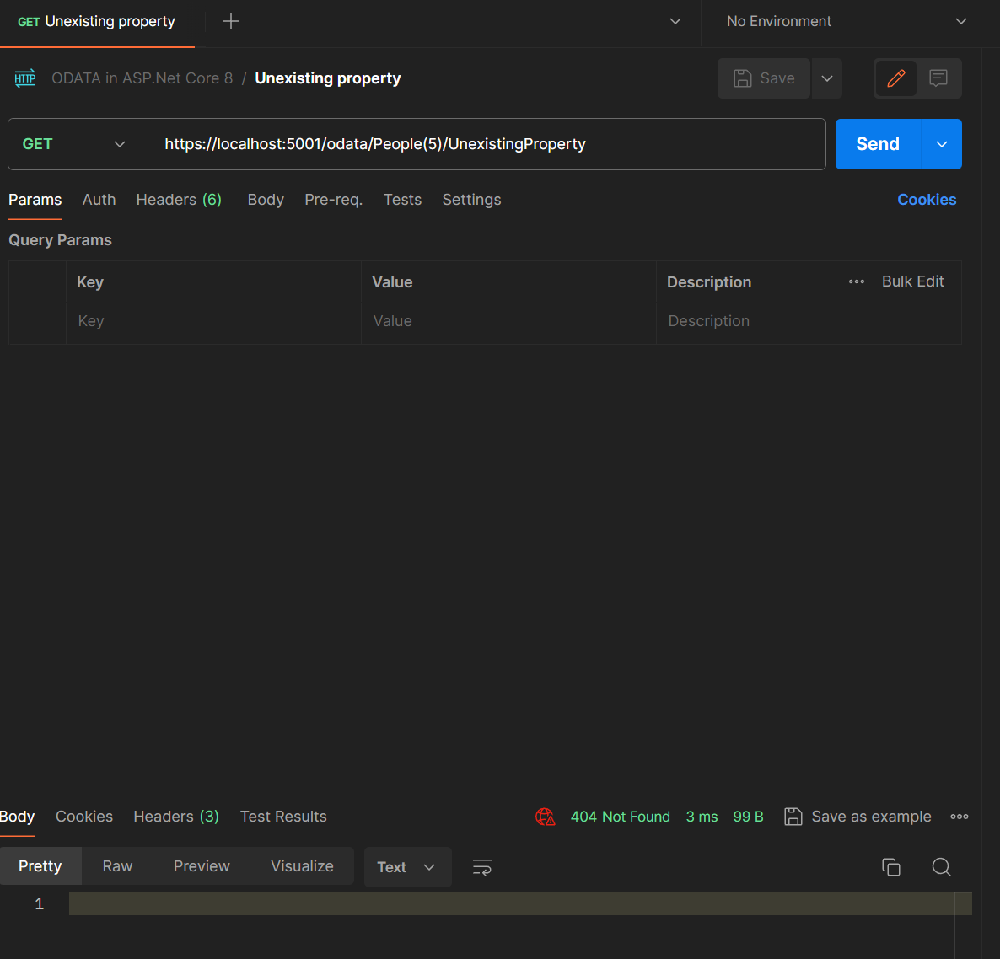 GET Unexisting property
No Environment
HTTP ODATA in ASP.Net Core 8 / Unexisting property
Save
GET https://localhost:5001/odata/People(5)/UnexistingProperty Send
Params Auth Headers (6) Body Pre-req. Tests Settings Cookies
Query Params
Key Value Description Bulk Edit
Key Value Description
Body Cookies Headers (3) Test Results 404 Not Found 3 ms 99 B Save as example
Pretty Raw Preview Visualize Text
1